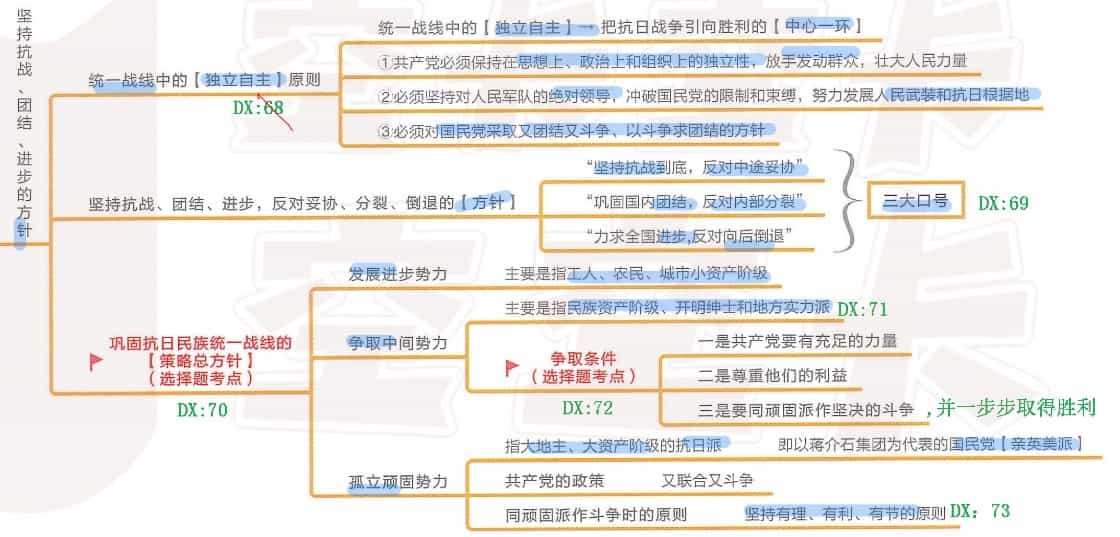 坚持抗战、团结、进步的方针
统一战线中的【独立自主】原则
DX:68
统一战线中的【独立自主】→ 把抗日战争引向胜利的【中心一环】
①共产党必须保持在思想上、政治上和组织上的独立性，放手发动群众，壮大人民力量
②必须坚持对人民军队的绝对领导，冲破国民党的限制和束缚，努力发展人民武装和抗日根据地
③必须对国民党采取又团结又斗争、以斗争求团结的方针
坚持抗战、团结、进步，反对妥协、分裂、倒退的【方针】
“坚持抗战到底，反对中途妥协”
“巩固国内团结，反对内部分裂”
“力求全国进步,反对向后倒退”
三大口号
DX:69
巩固抗日民族统一战线的
【策略总方针】
（选择题考点）
DX:70
发展进步势力
主要是指工人、农民、城市小资产阶级
争取中间势力
主要是指民族资产阶级、开明绅士和地方实力派
DX:71
争取条件
（选择题考点）
DX:72
一是共产党要有充足的力量
二是尊重他们的利益
三是要同顽固派作坚决的斗争 ,并一步步取得胜利
孤立顽固势力
指大地主、大资产阶级的抗日派
即以蒋介石集团为代表的国民党【亲英美派】
共产党的政策
又联合又斗争
同顽固派作斗争时的原则
坚持有理、有利、有节的原则
DX: 73